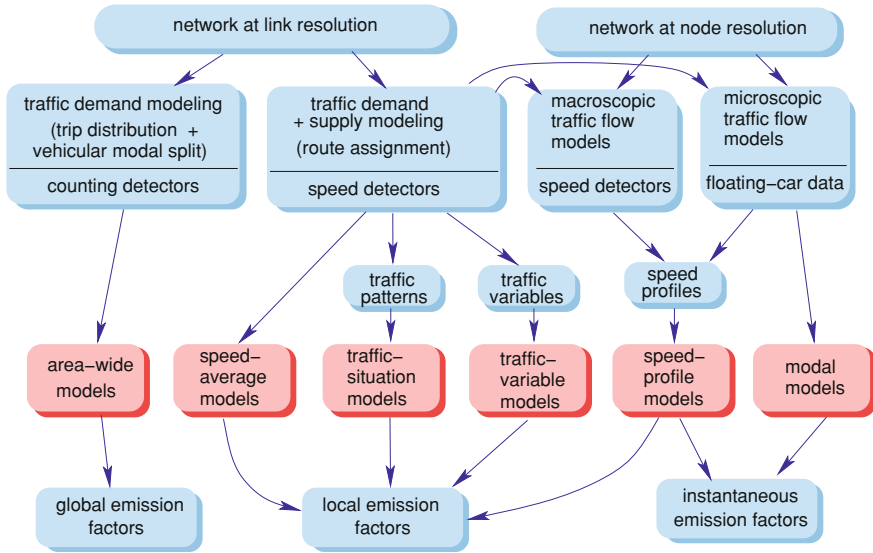 network at link resolution
network at node resolution
traffic demand modeling
(trip distribution +
vehicular modal split)
counting detectors
traffic demand
+ supply modeling
(route assignment)
speed detectors
macroscopic
traffic flow
models
speed detectors
microscopic
traffic flow
models
floating−car data
traffic
patterns
traffic
variables
speed
profiles
area−wide
models
speed−
average
models
traffic−
situation
models
traffic−
variable
models
speed−
profile
models
modal
models
global emission
factors
local emission
factors
instantaneous
emission factors